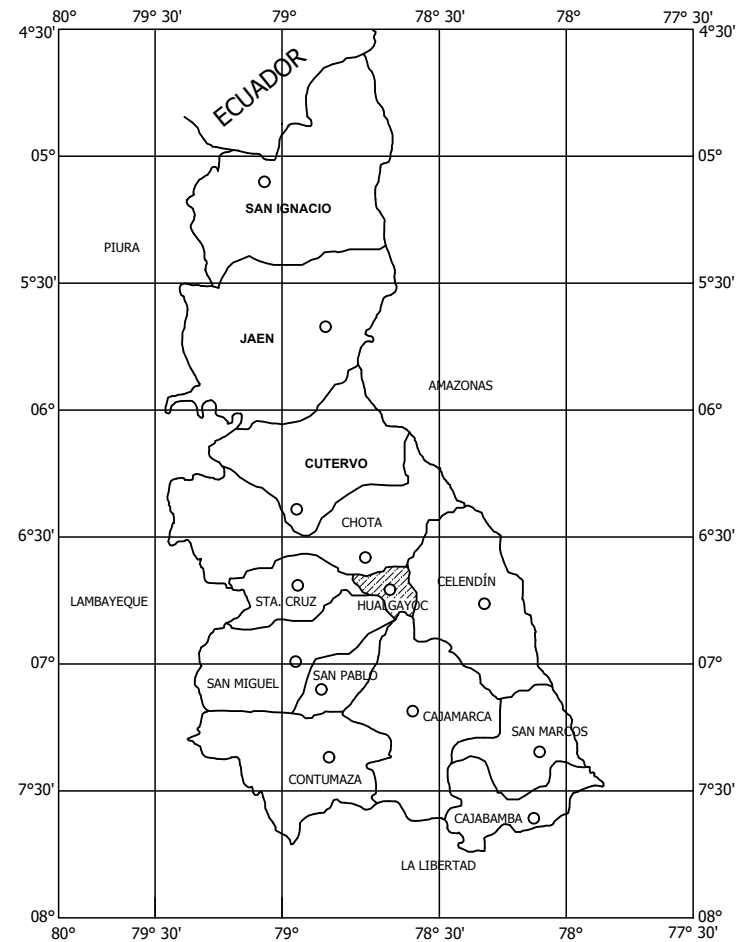 80° 79° 30' 79° 78° 30' 78° 77° 30'
4°30' 4°30'
ECUADOR
05° 05°
SAN IGNACIO
PIURA
5°30' 5°30'
JAEN
AMAZONAS
06° 06°
CUTERVO
CHOTA
6°30' 6°30'
CELENDÍN
LAMBAYEQUE STA. CRUZ HUALGAYOC
07° 07°
SAN PABLO
SAN MIGUEL
CAJAMARCA
SAN MARCOS
CONTUMAZA
7°30' 7°30'
CAJABAMBA
LA LIBERTAD
08° 08°
80° 79° 30' 79° 78° 30' 78° 77° 30'